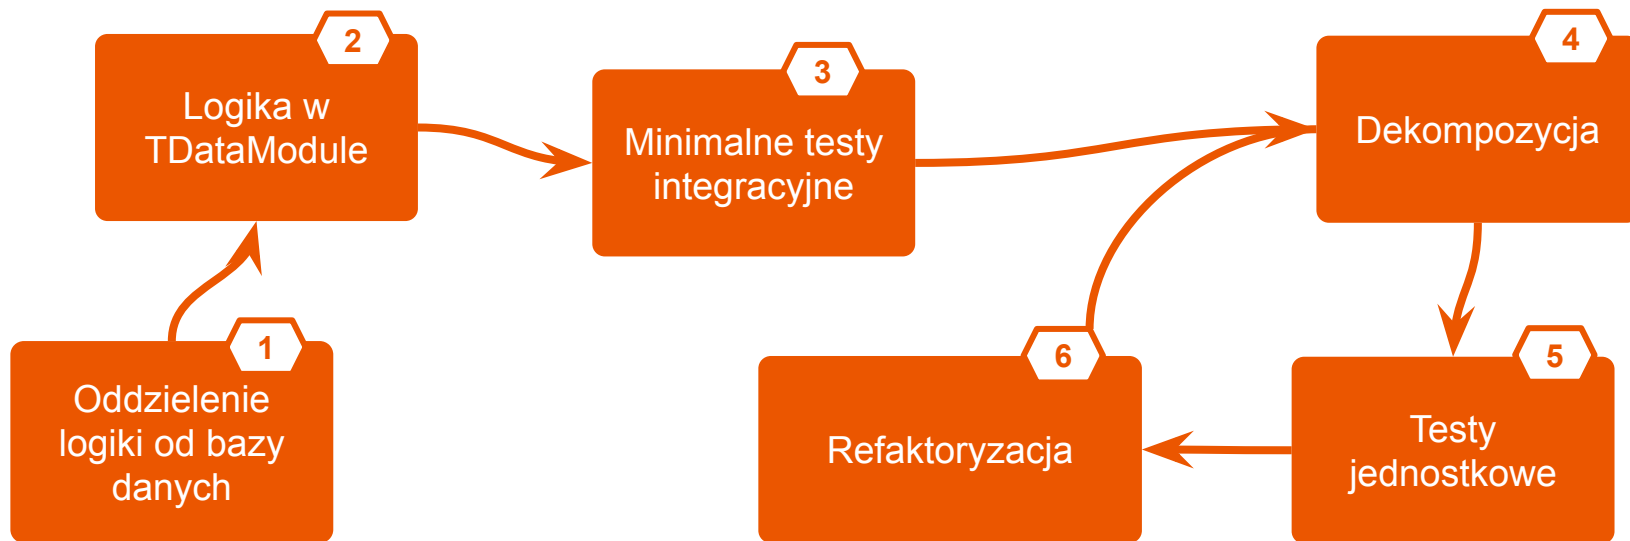 1
Oddzielenie
logiki od bazy
danych
2
Logika w
TDataModule
3
Minimalne testy
integracyjne
4
Dekompozycja
5
Testy
jednostkowe
6
Refaktoryzacja